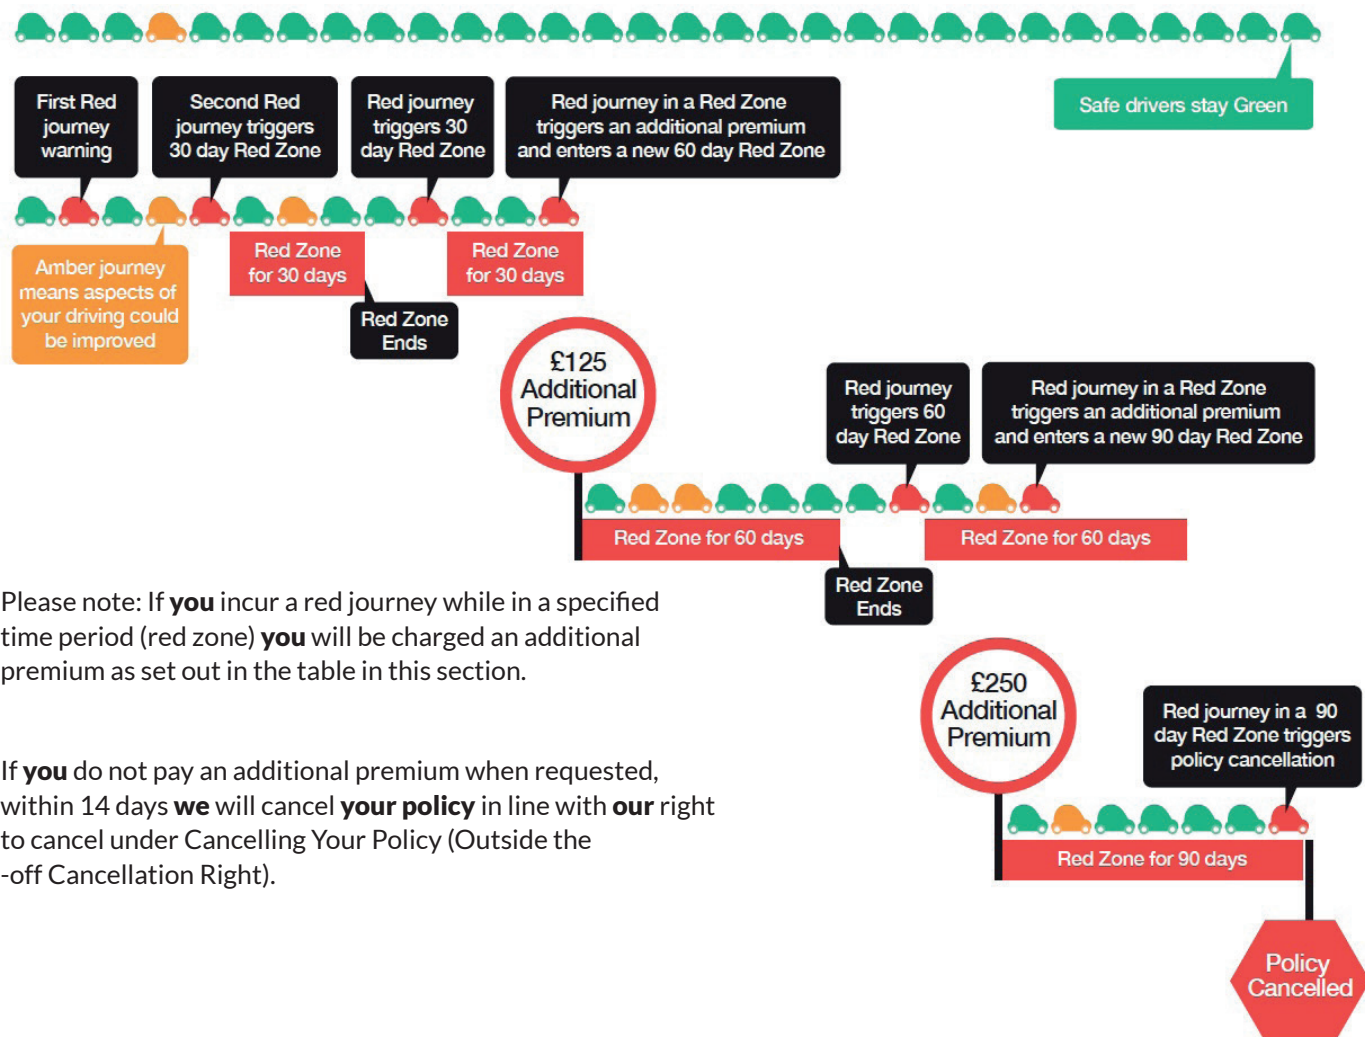 Safe drivers stay Green
First Red
journey
warning
Second Red
journey triggers
30 day Red Zone
Red journey
triggers 30
day Red Zone
Red journey in a Red Zone
triggers an additional premium
and enters a new 60 day Red Zone
Amber journey
means aspects of
your driving could
be improved
Red Zone
for 30 days
Red Zone
Ends
Red Zone
for 30 days
£125
Additional
Premium
Red journey
triggers 60
day Red Zone
Red journey in a Red Zone
triggers an additional premium
and enters a new 90 day Red Zone
Red Zone for 60 days
Red Zone
Ends
Red Zone for 60 days
Please note: If you incur a red journey while in a specified
time period (red zone) you will be charged an additional
premium as set out in the table in this section.
If you do not pay an additional premium when requested,
within 14 days we will cancel your policy in line with our right
to cancel under Cancelling Your Policy (Outside the
-off Cancellation Right).
£250
Additional
Premium
Red journey in a 90
day Red Zone triggers
policy cancellation
Red Zone for 90 days
Policy
Cancelled